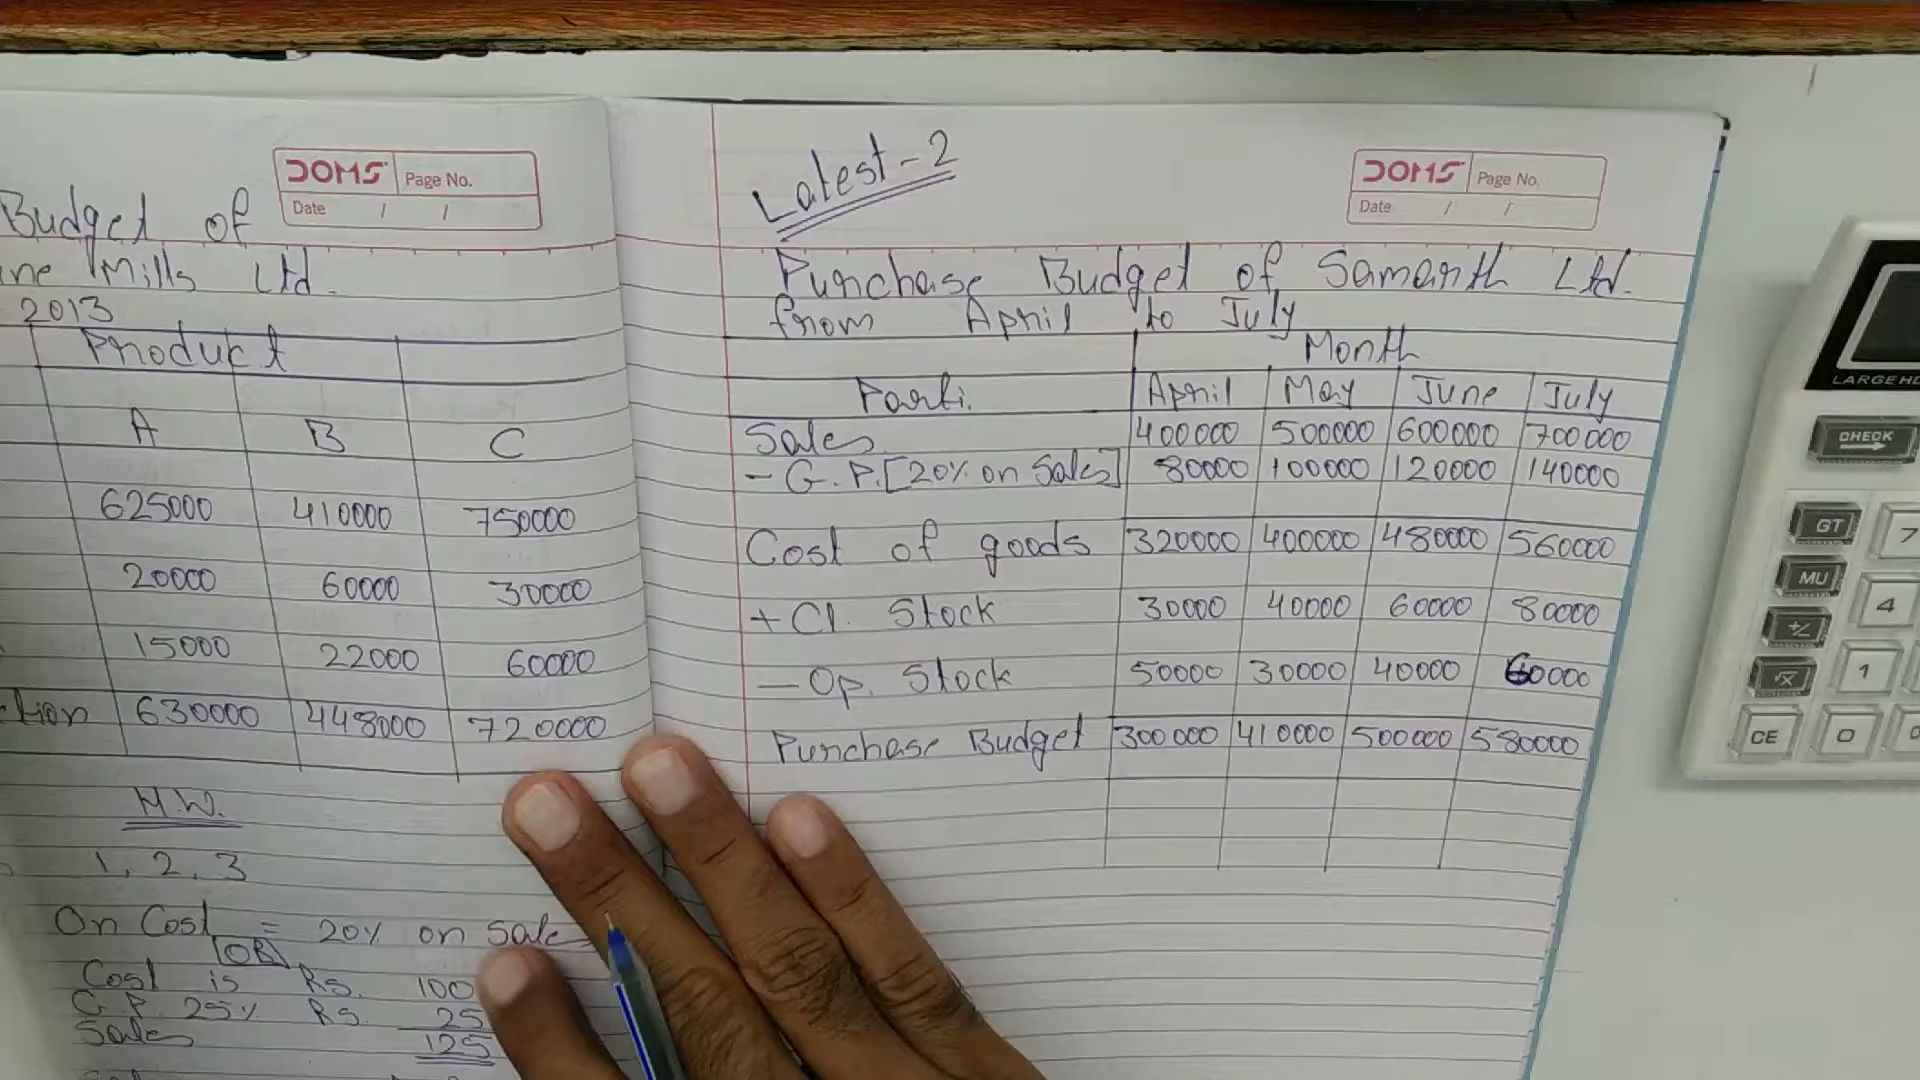 Budget of
DOMS Page No.
Date / /
Mills Ltd.
2013
Product
A B C
625000 410000 750000
20000 60000 30000
15000 22000 60000
630000 448000 720000
H.W.
1, 2, 3
On Cost = 20% on Sale
OR
Cost is Rs. 100
G.P. 25% Rs. 25
Sales 125
Latest-2
DOMS Page No.
Date / /
Purchase Budget of Samarth Ltd.
from April to July
Month
Parti. April May June July
Sales 400000 500000 600000 700000
- G.P.[20% on Sales] 80000 100000 120000 140000
Cost of goods 320000 400000 480000 560000
+ Cl. Stock 30000 40000 60000 80000
- Op. Stock 50000 30000 40000 60000
Purchase Budget 300000 410000 500000 580000
CHECK
GT 7
MU 4
+/-
√x 1
CE 0